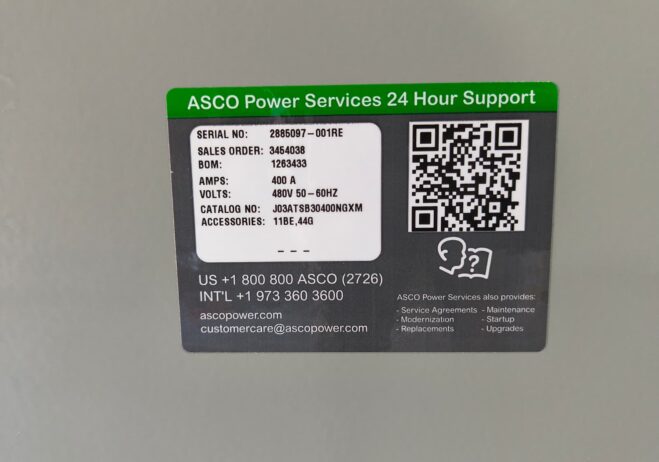 ASCO Power Services 24 Hour Support
SERIAL NO: 2885097-001RE
SALES ORDER: 3454038
BOM: 1263433
AMPS: 400 A
VOLTS: 480V 50-60HZ
CATALOG NO: J03ATSB30400NGXM
ACCESSORIES: 11BE,44G
---
US +1 800 800 ASCO (2726)
INT'L +1 973 360 3600
ascopower.com
customercare@ascopower.com
?
ASCO Power Services also provides:
- Service Agreements - Maintenance
- Modernization - Startup
- Replacements - Upgrades